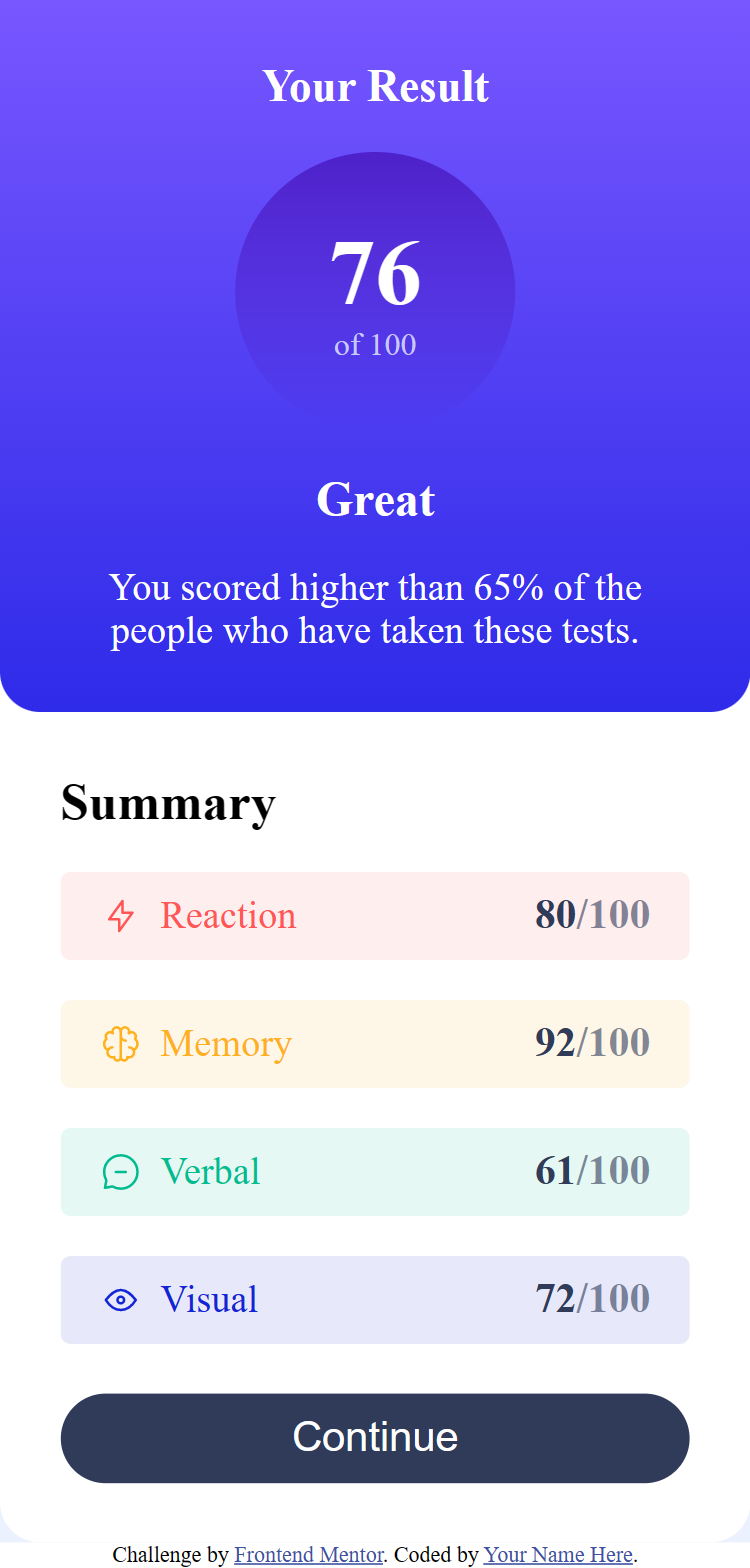 Your Result
76
of 100
Great
You scored higher than 65% of the
people who have taken these tests.
Summary
Reaction 80/100
Memory 92/100
Verbal 61/100
Visual 72/100
Continue
Challenge by Frontend Mentor. Coded by Your Name Here.